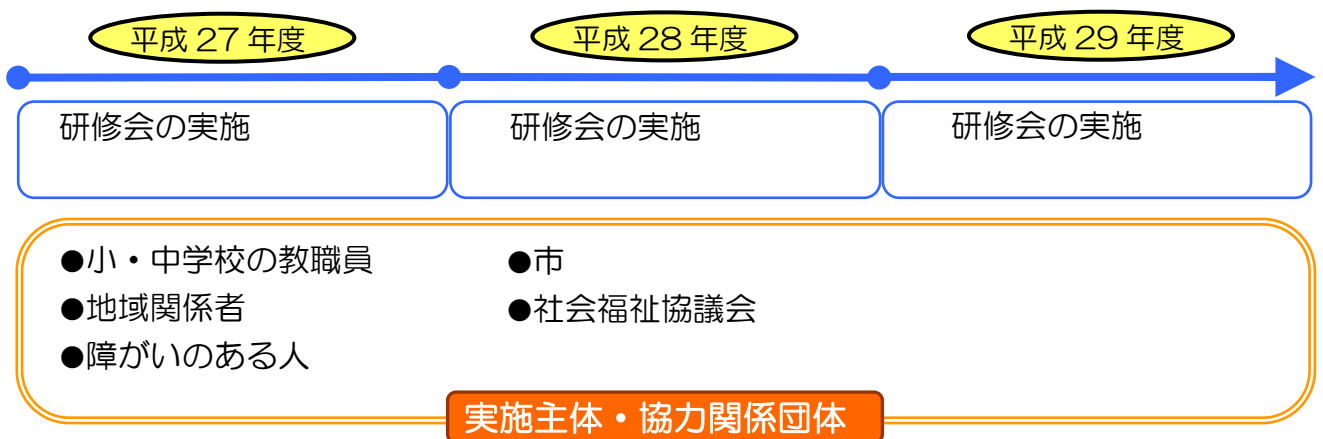 平成 27 年度
平成 28 年度
平成 29 年度
研修会の実施
研修会の実施
研修会の実施
●小・中学校の教職員
●地域関係者
●障がいのある人
●市
●社会福祉協議会
実施主体・協力関係団体